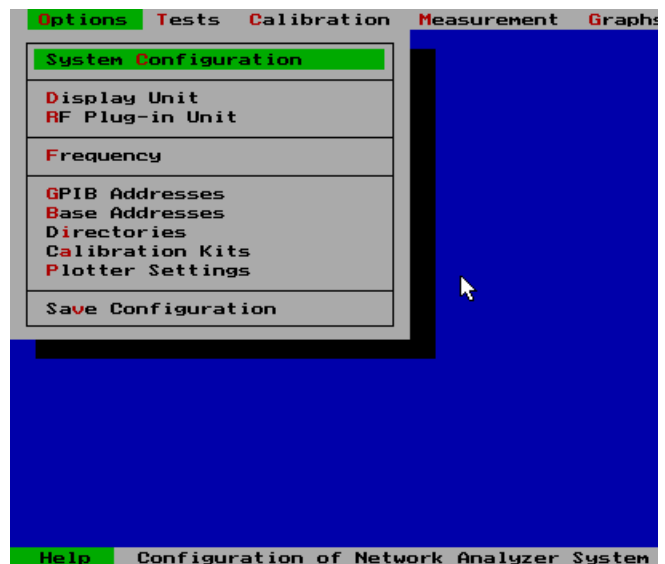 Options Tests Calibration Measurement Graphs
System Configuration
Display Unit
RF Plug-in Unit
Frequency
GPIB Addresses
Base Addresses
Directories
Calibration Kits
Plotter Settings
Save Configuration
Help Configuration of Network Analyzer System